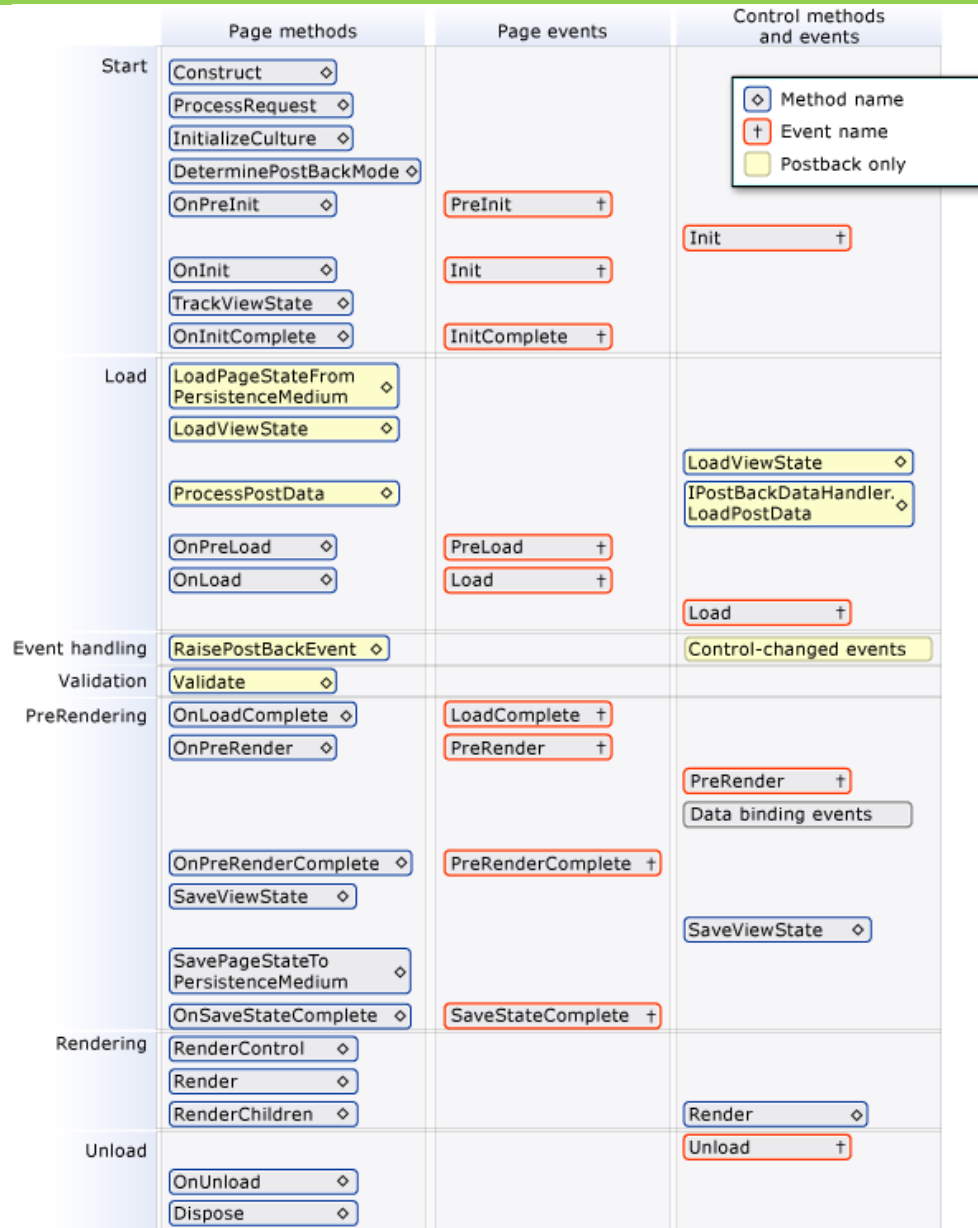 Page methods
Page events
Control methods
and events
Method name
Event name
Postback only
Start
Construct
ProcessRequest
InitializeCulture
DeterminePostBackMode
OnPreInit
PreInit
Init
OnInit
Init
TrackViewState
OnInitComplete
InitComplete
Load
LoadPageStateFrom
PersistenceMedium
LoadViewState
LoadViewState
ProcessPostData
IPostBackDataHandler.
LoadPostData
OnPreLoad
PreLoad
OnLoad
Load
Load
Event handling
RaisePostBackEvent
Control-changed events
Validation
Validate
PreRendering
OnLoadComplete
LoadComplete
OnPreRender
PreRender
PreRender
Data binding events
OnPreRenderComplete
PreRenderComplete
SaveViewState
SaveViewState
SavePageStateTo
PersistenceMedium
OnSaveStateComplete
SaveStateComplete
Rendering
RenderControl
Render
RenderChildren
Render
Unload
Unload
OnUnload
Dispose